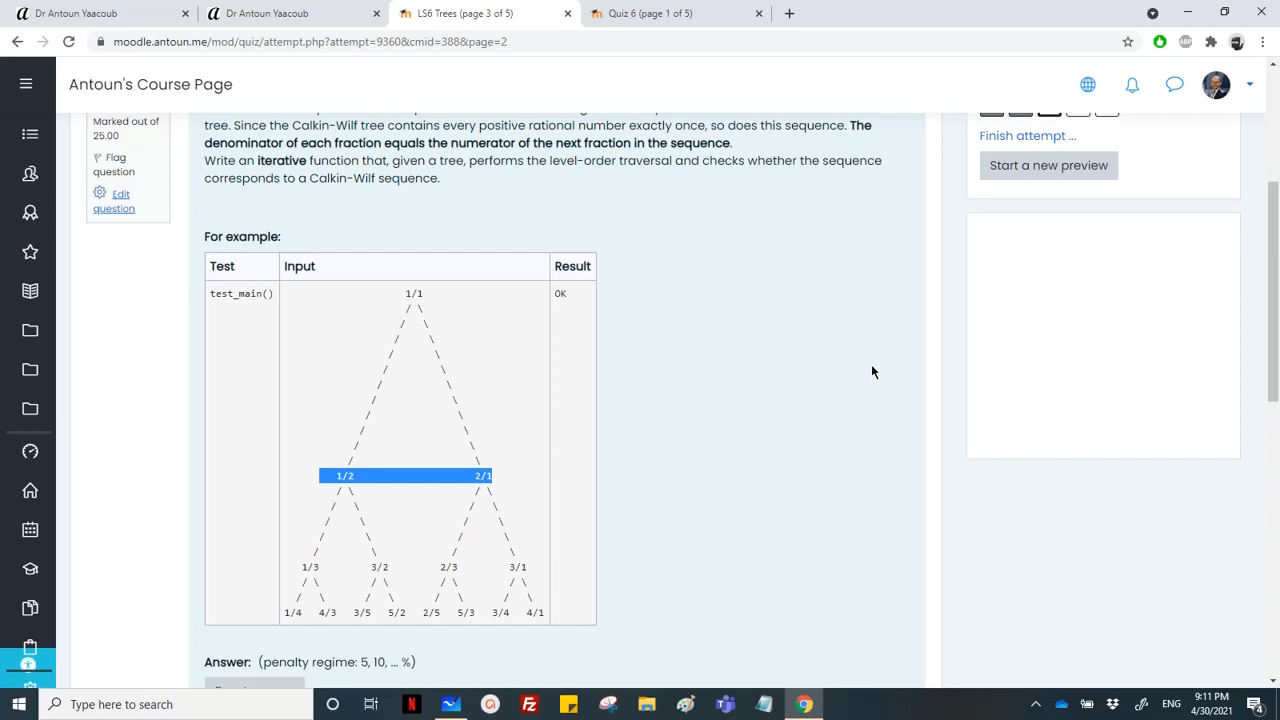 Dr Antoun Yaacoub
Dr Antoun Yaacoub
LS6 Trees (page 3 of 5)
Quiz 6 (page 1 of 5)
moodle.antoun.me/mod/quiz/attempt.php?attempt=9360&cmid=388&page=2
Antoun's Course Page
Marked out of
25.00
Flag
question
Edit
question
tree. Since the Calkin-Wilf tree contains every positive rational number exactly once, so does this sequence. The
denominator of each fraction equals the numerator of the next fraction in the sequence.
Write an iterative function that, given a tree, performs the level-order traversal and checks whether the sequence
corresponds to a Calkin-Wilf sequence.
For example:
Test Input Result
test_main() 1/1 OK
1/2 2/1
1/3 3/2 2/3 3/1
1/4 4/3 3/5 5/2 2/5 5/3 3/4 4/1
Answer: (penalty regime: 5, 10, ... %)
Finish attempt ...
Start a new preview
Type here to search
ENG
9:11 PM
4/30/2021